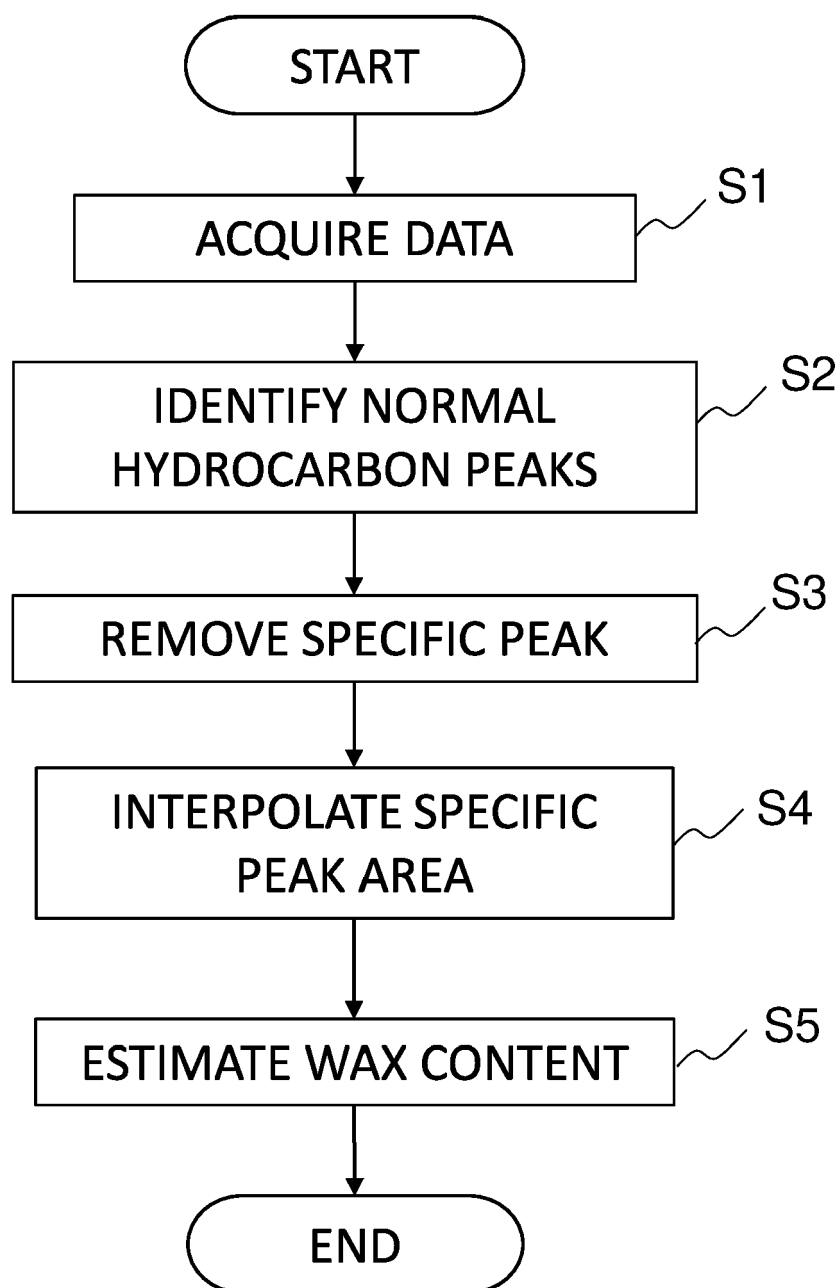 START
S1
ACQUIRE DATA
S2
IDENTIFY NORMAL
HYDROCARBON PEAKS
S3
REMOVE SPECIFIC PEAK
S4
INTERPOLATE SPECIFIC
PEAK AREA
S5
ESTIMATE WAX CONTENT
END